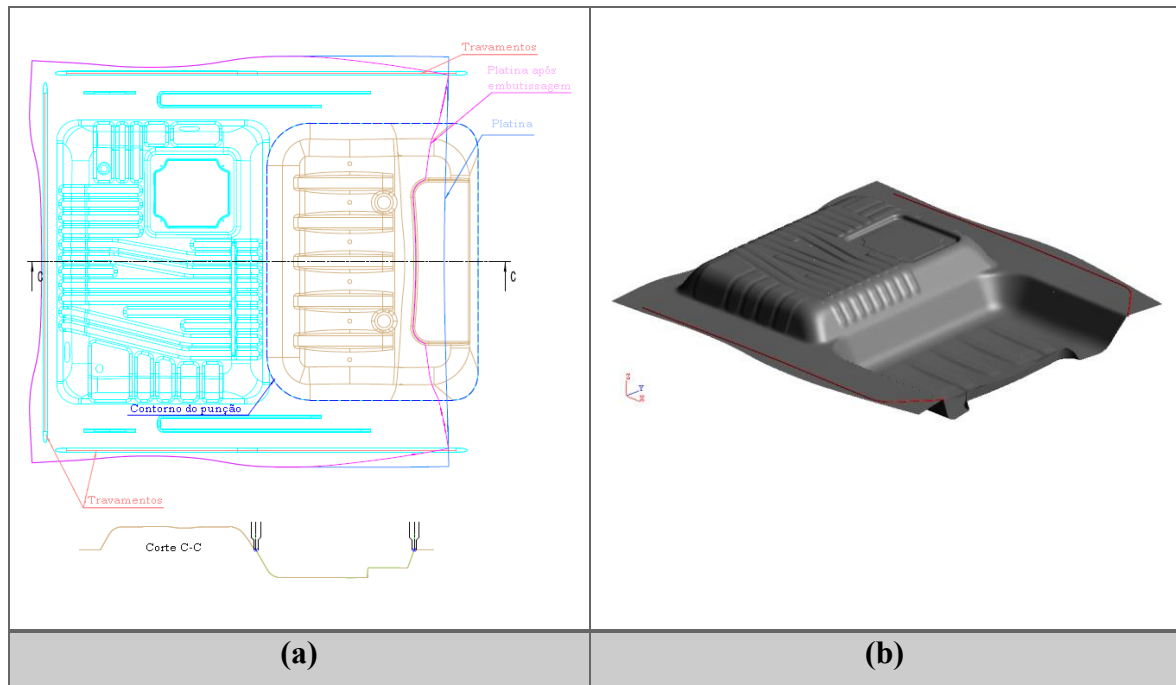 Travamentos
Platina após
embutissagem
Platina
C
C
Contorno do punção
Travamentos
Corte C-C
Z
Y
X
(a)
(b)